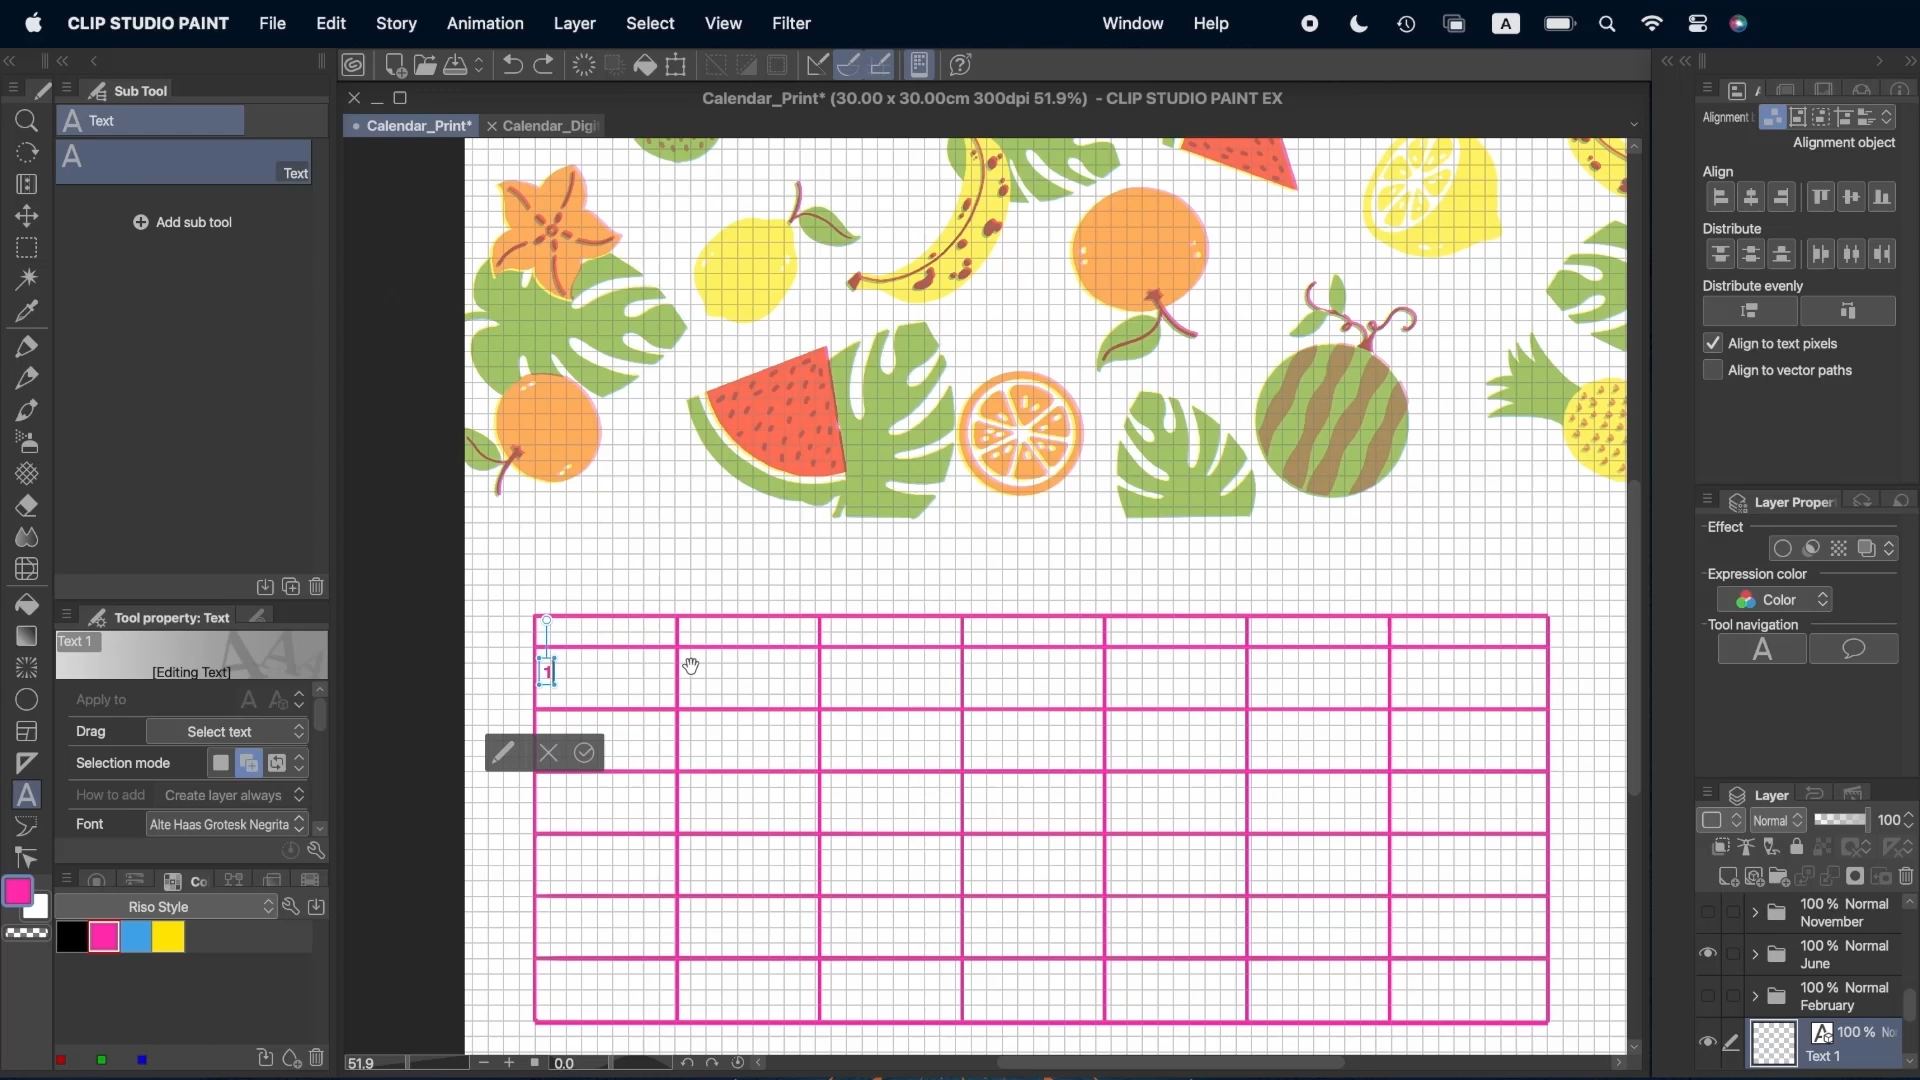 CLIP STUDIO PAINT File Edit Story Animation Layer Select View Filter Window Help A
Sub Tool
Calendar_Print* (30.00 x 30.00cm 300dpi 51.9%) - CLIP STUDIO PAINT EX
Calendar_Print* Calendar_Digi
A Text
A
Text
Add sub tool
Alignment
Alignment object
Align
Distribute
Distribute evenly
Align to text pixels
Align to vector paths
Layer Proper
Effect
Expression color
Color
Tool navigation
A
Tool property: Text
Text 1
[Editing Text]
Apply to
Drag Select text
Selection mode
How to add Create layer always
Font Alte Haas Grotesk Negrita
1
Co
Riso Style
Layer
Normal 100
100 % Normal
November
100 % Normal
June
100 % Normal
February
100 % No
Text 1
51.9 0.0